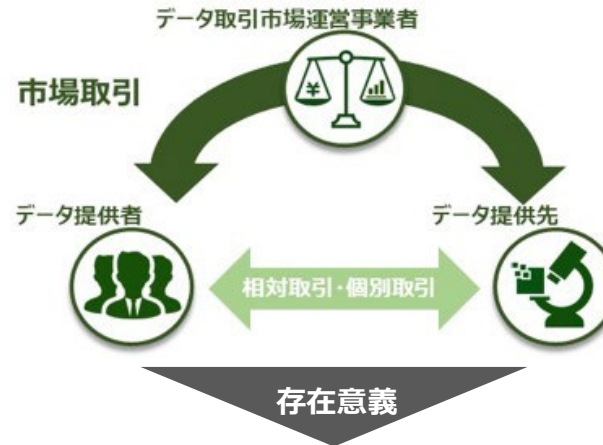 データ取引市場運営事業者
¥
市場取引
データ提供者
データ提供先
相対取引・個別取引
存在意義